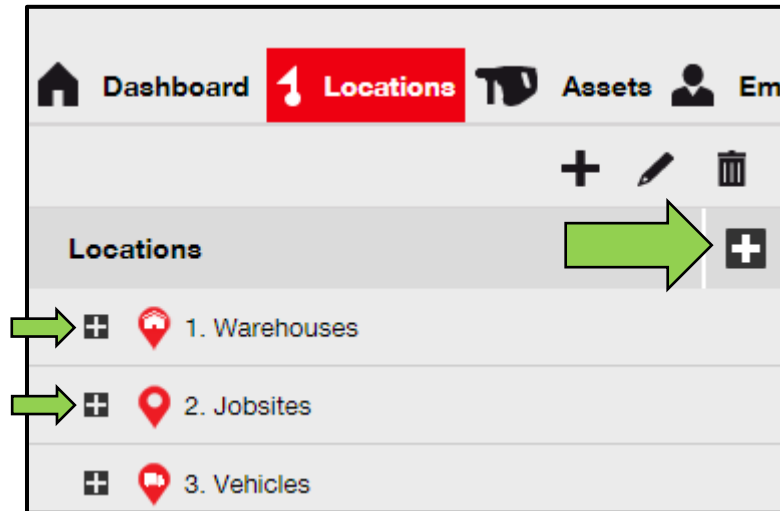 Dashboard Locations Assets Em
Locations
1. Warehouses
2. Jobsites
3. Vehicles